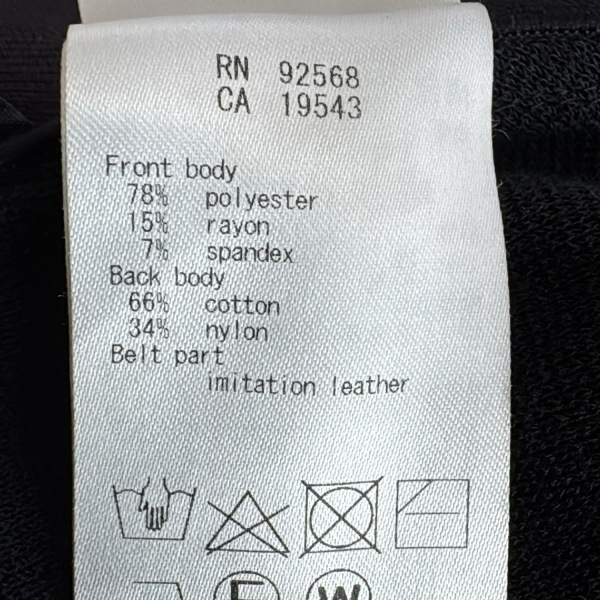 RN 92568
CA 19543
Front body
78% polyester
15% rayon
7% spandex
Back body
66% cotton
34% nylon
Belt part
imitation leather
F W